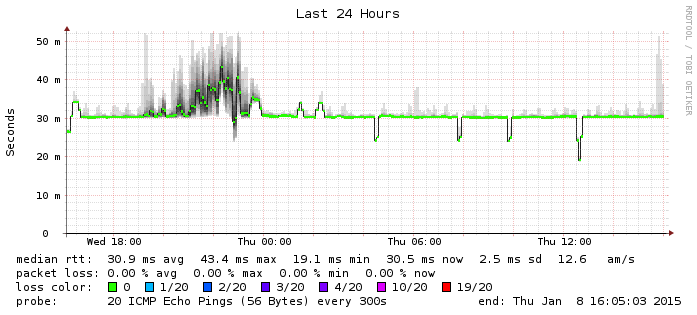 Last 24 Hours
RRDTOOL / TOBI OETIKER
Seconds
50 m
40 m
30 m
20 m
10 m
0
Wed 18:00 Thu 00:00 Thu 06:00 Thu 12:00
median rtt: 30.9 ms avg 43.4 ms max 19.1 ms min 30.5 ms now 2.5 ms sd 12.6 am/s
packet loss: 0.00 % avg 0.00 % max 0.00 % min 0.00 % now
loss color: 0 1/20 2/20 3/20 4/20 10/20 19/20
probe: 20 ICMP Echo Pings (56 Bytes) every 300s end: Thu Jan 8 16:05:03 2015